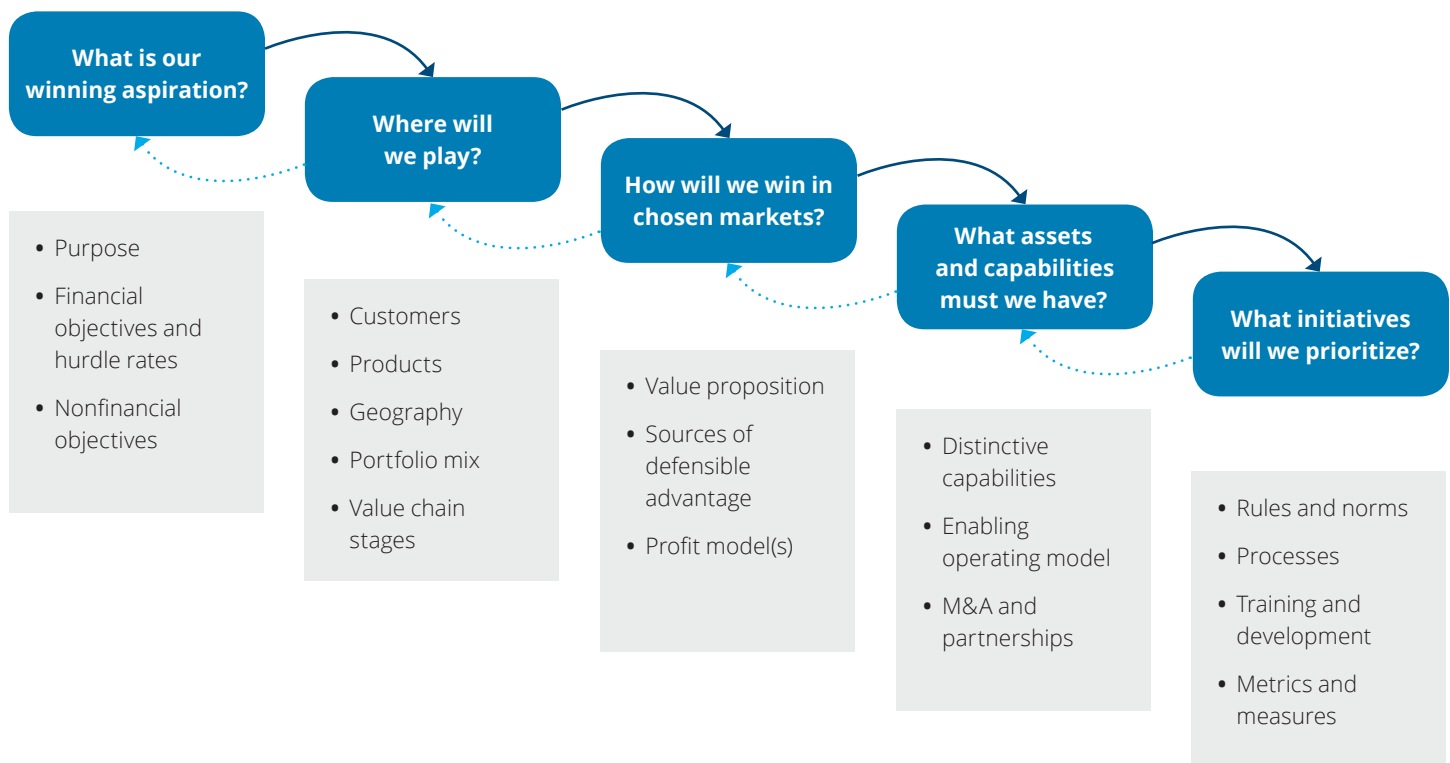 What is our
winning aspiration?
• Purpose
• Financial
objectives and
hurdle rates
• Nonfinancial
objectives
Where will
we play?
• Customers
• Products
• Geography
• Portfolio mix
• Value chain
stages
How will we win in
chosen markets?
• Value proposition
• Sources of
defensible
advantage
• Profit model(s)
What assets
and capabilities
must we have?
• Distinctive
capabilities
• Enabling
operating model
• M&A and
partnerships
What initiatives
will we prioritize?
• Rules and norms
• Processes
• Training and
development
• Metrics and
measures